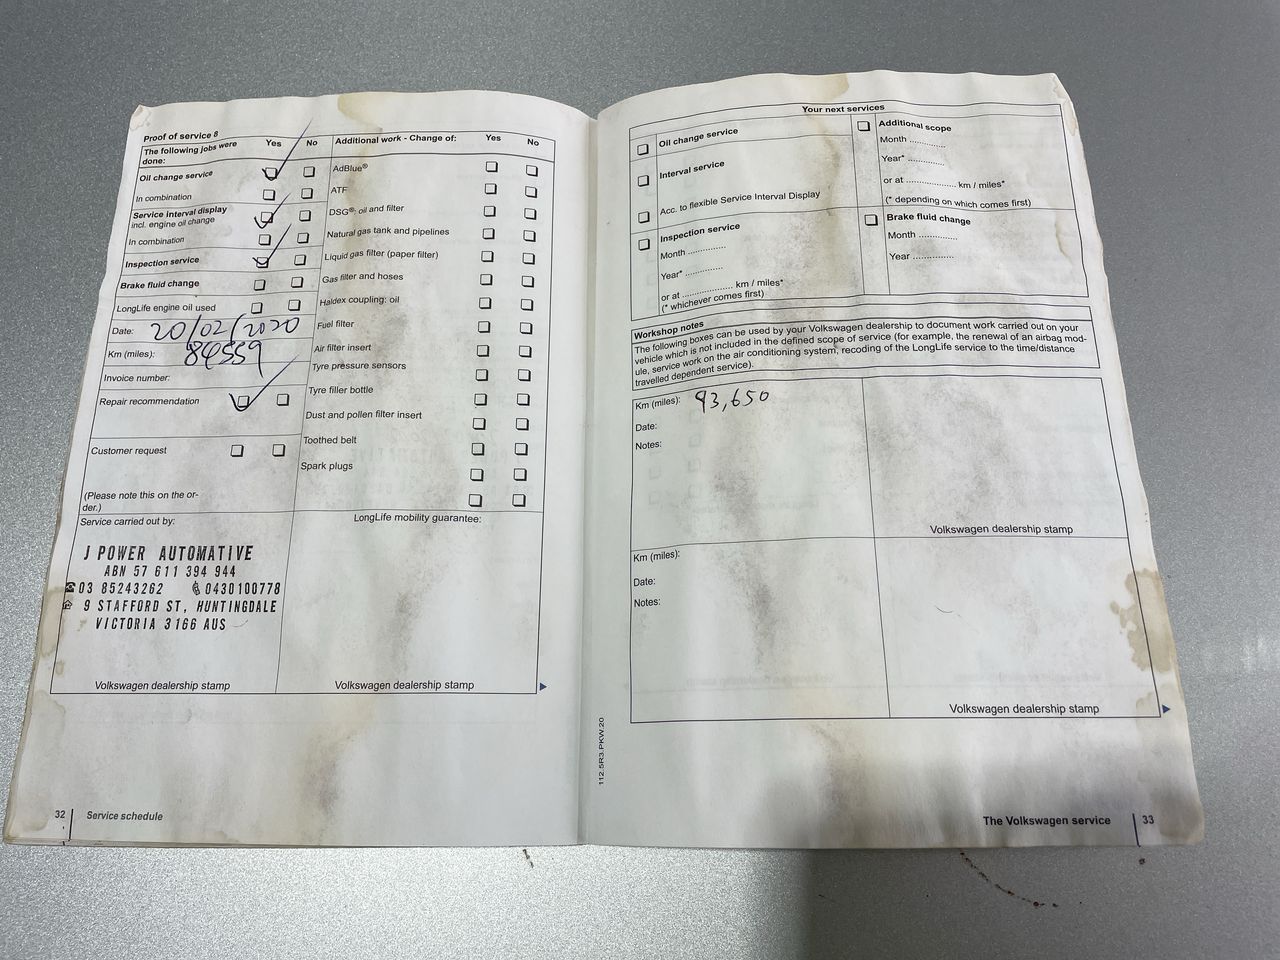 Proof of service 8
The following jobs were done: Yes No
Oil change service
In combination
Service interval display
incl. engine oil change
In combination
Inspection service
Brake fluid change
LongLife engine oil used
Date: 20/02/2020
Km (miles): 84559
Invoice number:
Repair recommendation
Customer request
(Please note this on the or-
der.)
Service carried out by:
J POWER AUTOMATIVE
ABN 57 611 394 944
03 85243262 0430100778
9 STAFFORD ST, HUNTINGDALE
VICTORIA 3166 AUS
Volkswagen dealership stamp
Additional work - Change of: Yes No
AdBlue®
ATF
DSG®: oil and filter
Natural gas tank and pipelines
Liquid gas filter (paper filter)
Gas filter and hoses
Haldex coupling: oil
Fuel filter
Air filter insert
Tyre pressure sensors
Tyre filler bottle
Dust and pollen filter insert
Toothed belt
Spark plugs
LongLife mobility guarantee:
Volkswagen dealership stamp
32 Service schedule
Your next services
Oil change service
Interval service
Acc. to flexible Service Interval Display
Inspection service
Month .............
Year* .............
or at ................. km / miles*
(* whichever comes first)
Additional scope
Month ............
Year* ............
or at ................. km / miles*
(* depending on which comes first)
Brake fluid change
Month .............
Year .............
Workshop notes
The following boxes can be used by your Volkswagen dealership to document work carried out on your
vehicle which is not included in the defined scope of service (for example, the renewal of an airbag mod-
ule, service work on the air conditioning system, recoding of the LongLife service to the time/distance
travelled dependent service).
Km (miles): 93,650
Date:
Notes:
Volkswagen dealership stamp
Km (miles):
Date:
Notes:
Volkswagen dealership stamp
112.5R3.PKW.20
The Volkswagen service 33